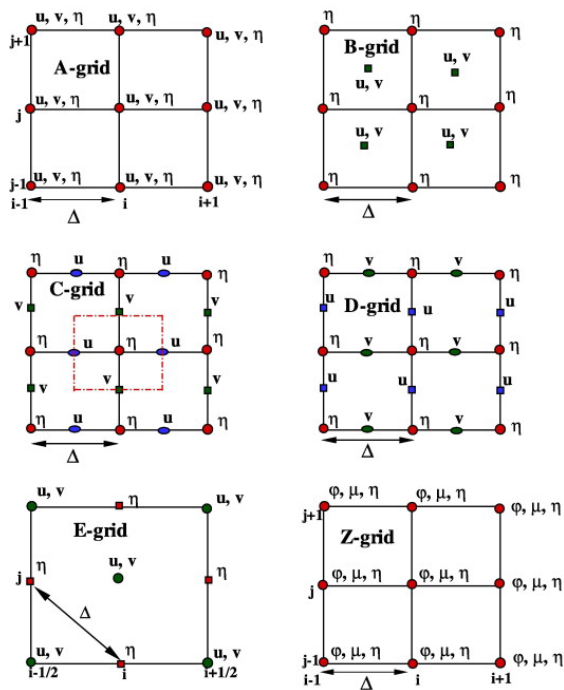 u, v, η u, v, η
j+1 u, v, η
A-grid
u, v, η u, v, η u, v, η
j
j-1 u, v, η u, v, η u, v, η
i-1 i i+1
Δ
η η η
B-grid
u, v u, v
η η η
u, v u, v
η η η
Δ
η u η u η
C-grid
v v v
η u η u η
v v v
η u η u η
Δ
η v η v η
D-grid
u u u
η v η v η
u u u
η v η v η
Δ
u, v η u, v
E-grid
u, v
j η η
Δ
u, v η u, v
i-1/2 i i+1/2
φ, μ, η φ, μ, η φ, μ, η
j+1
Z-grid
φ, μ, η φ, μ, η φ, μ, η
j
j-1 φ, μ, η φ, μ, η φ, μ, η
i-1 i i+1
Δ